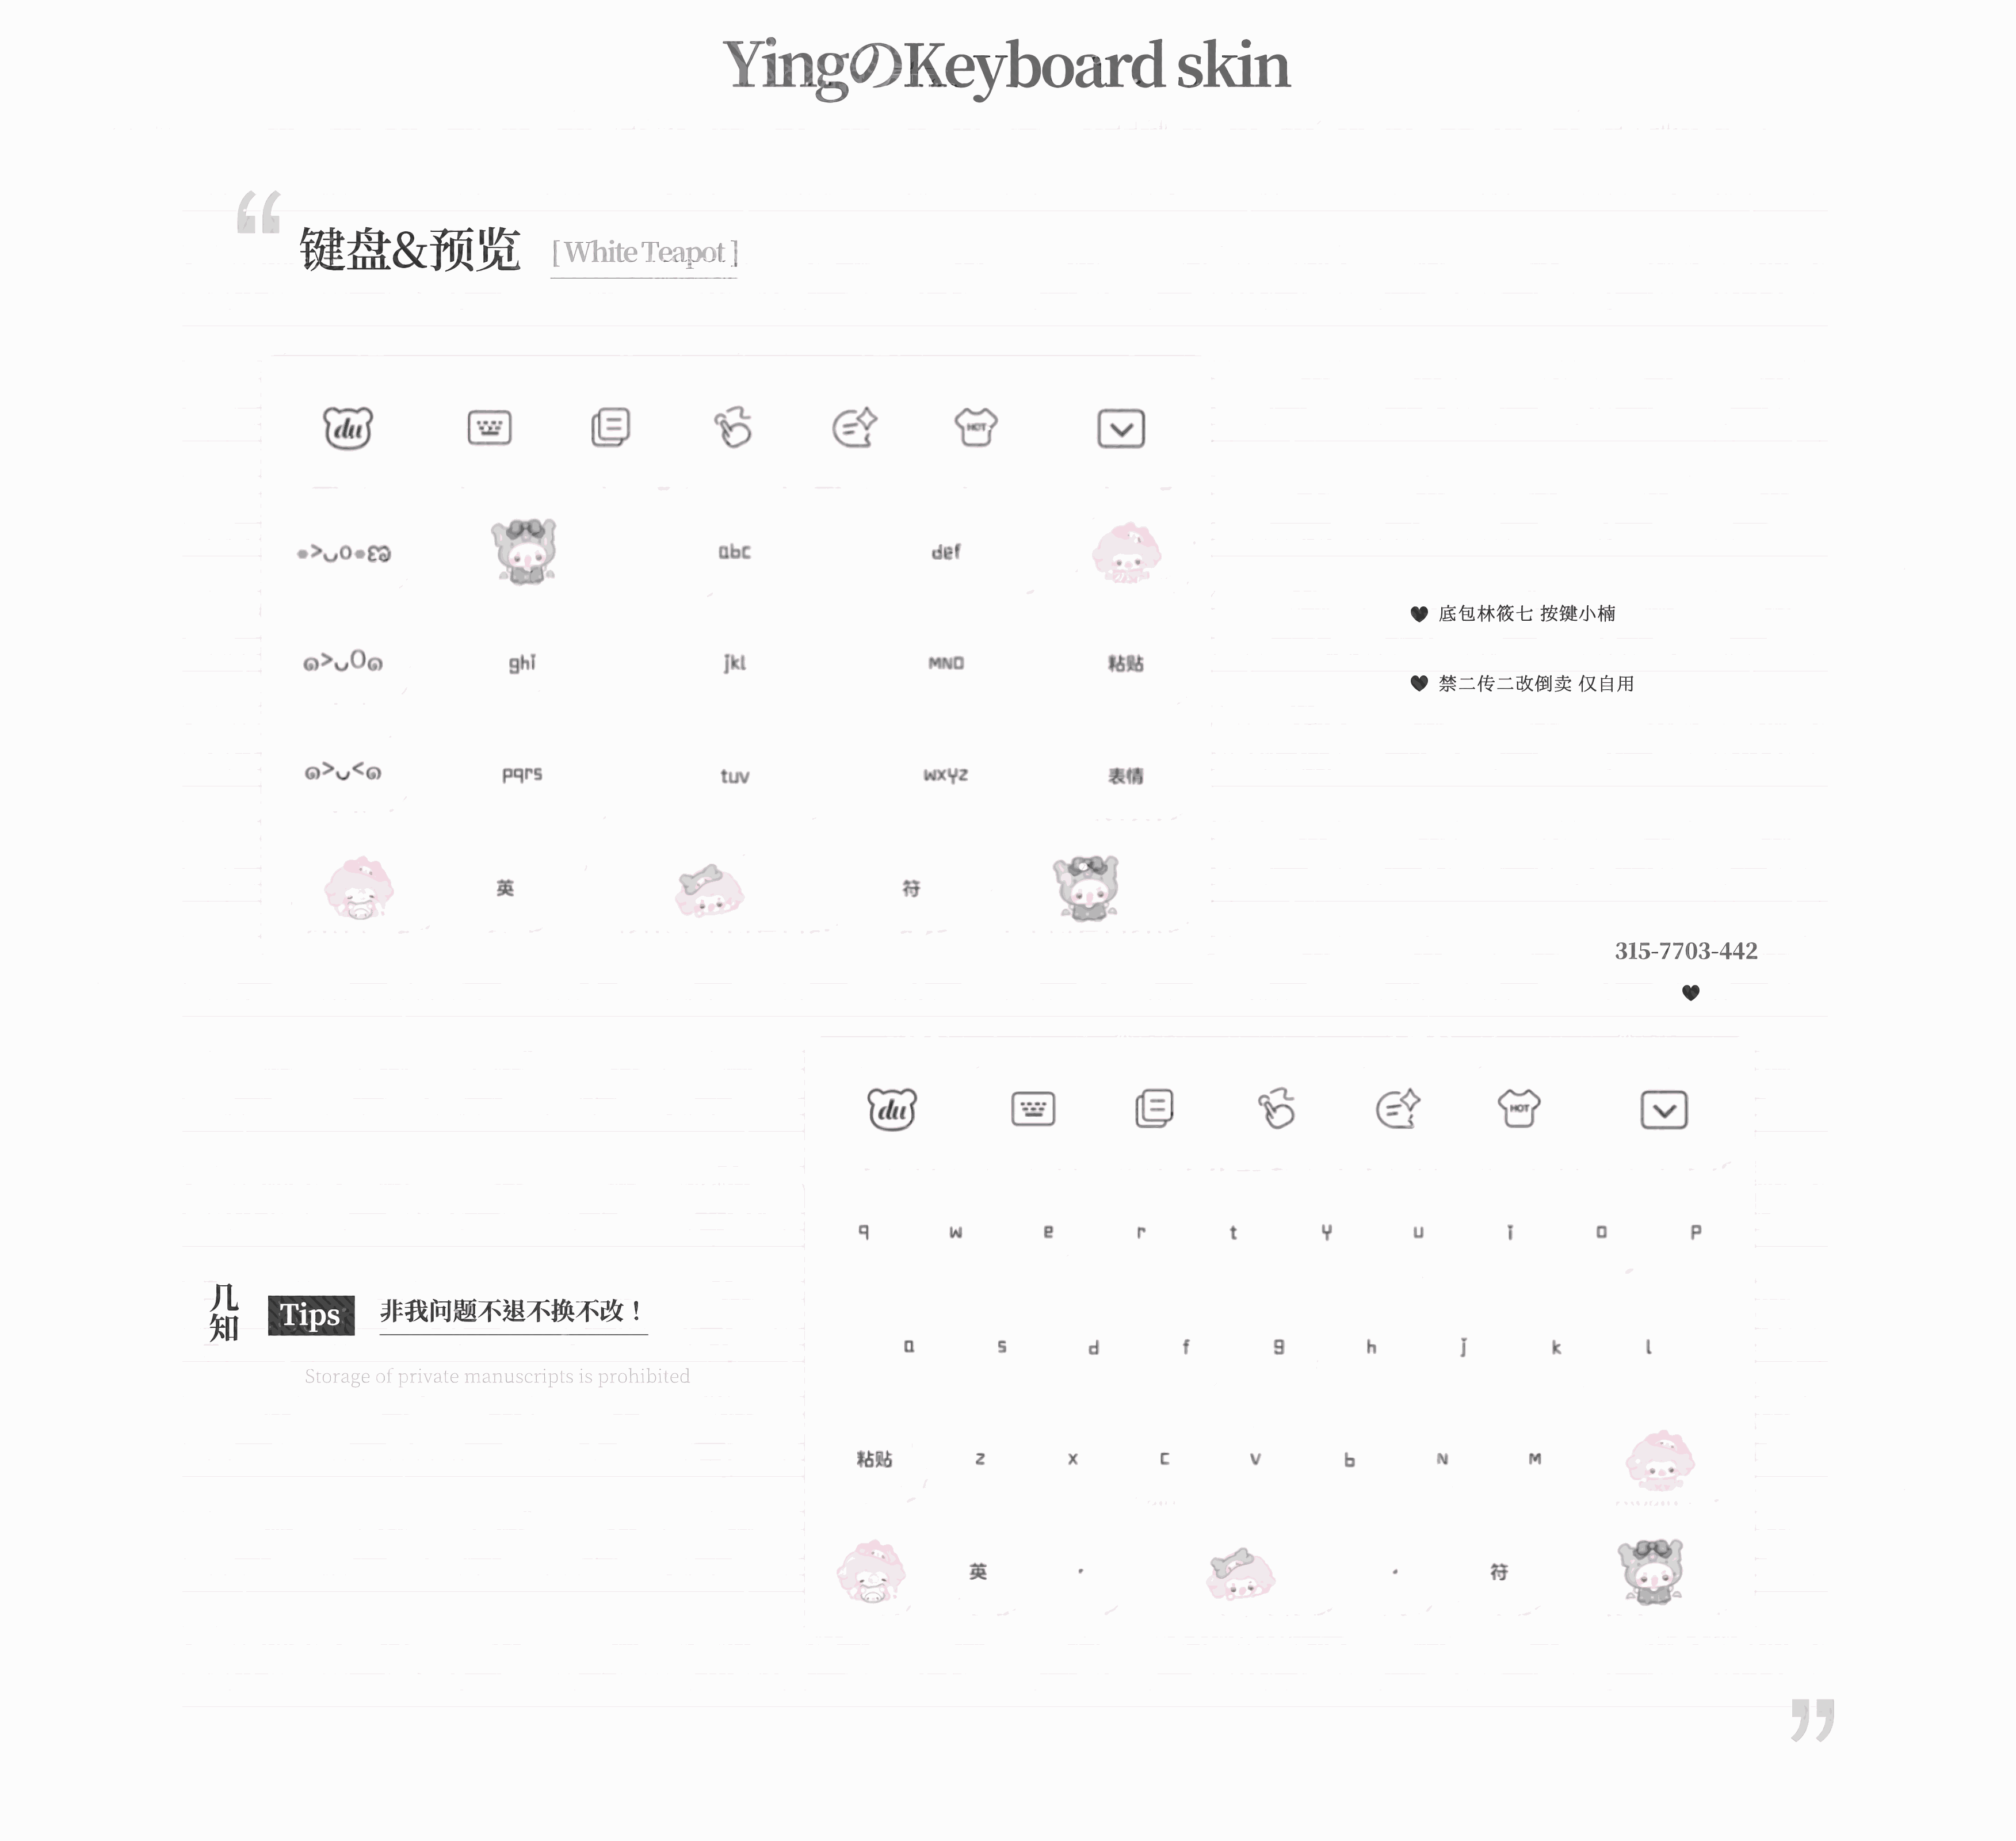 YingのKeyboard skin
“
键盘&预览 [ White Teapot ]
du HOT
abc def
ghi jkl MNO 粘贴
pqrs tuv wxyz 表情
英 符
底包林筱七 按键小楠
禁二传二改倒卖 仅自用
315-7703-442
du HOT
q w e r t y u i o p
a s d f g h j k l
粘贴 z x c v b N M
英 , . 符
几知 Tips 非我问题不退不换不改！
Storage of private manuscripts is prohibited
”